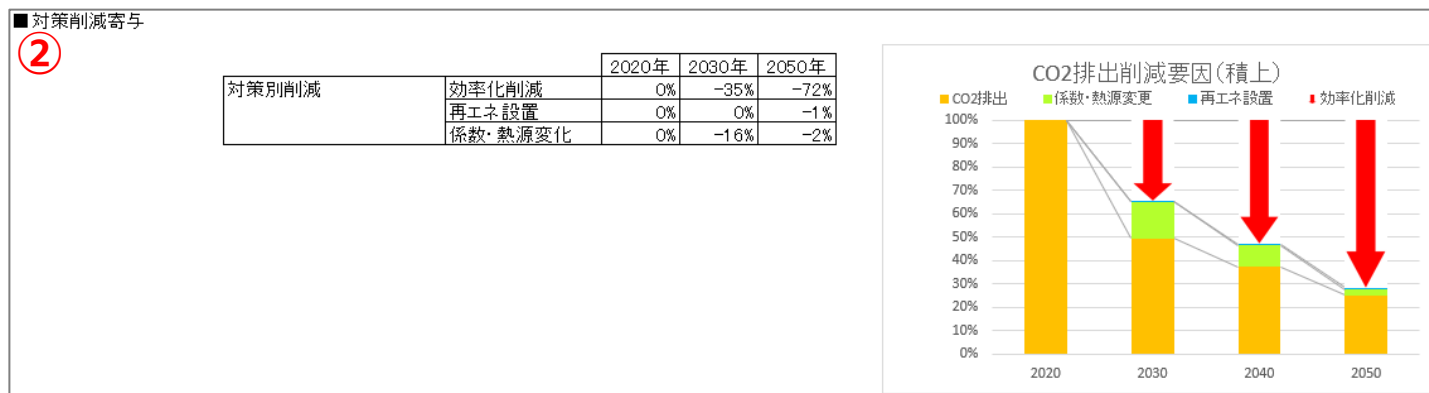 ■対策削減寄与
②
2020年 2030年 2050年
対策別削減 効率化削減 0% -35% -72%
再エネ設置 0% 0% -1%
係数・熱源変化 0% -16% -2%
CO2排出削減要因(積上)
CO2排出 係数・熱源変更 再エネ設置 効率化削減
100%
90%
80%
70%
60%
50%
40%
30%
20%
10%
0%
2020 2030 2040 2050